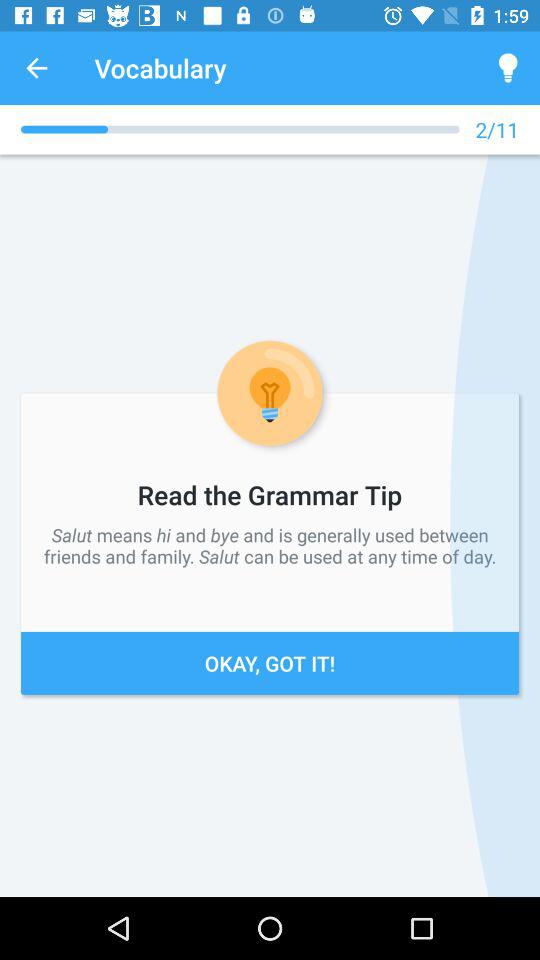 1:59
Vocabulary
2/11
Read the Grammar Tip
Salut means hi and bye and is generally used between
friends and family. Salut can be used at any time of day.
OKAY, GOT IT!